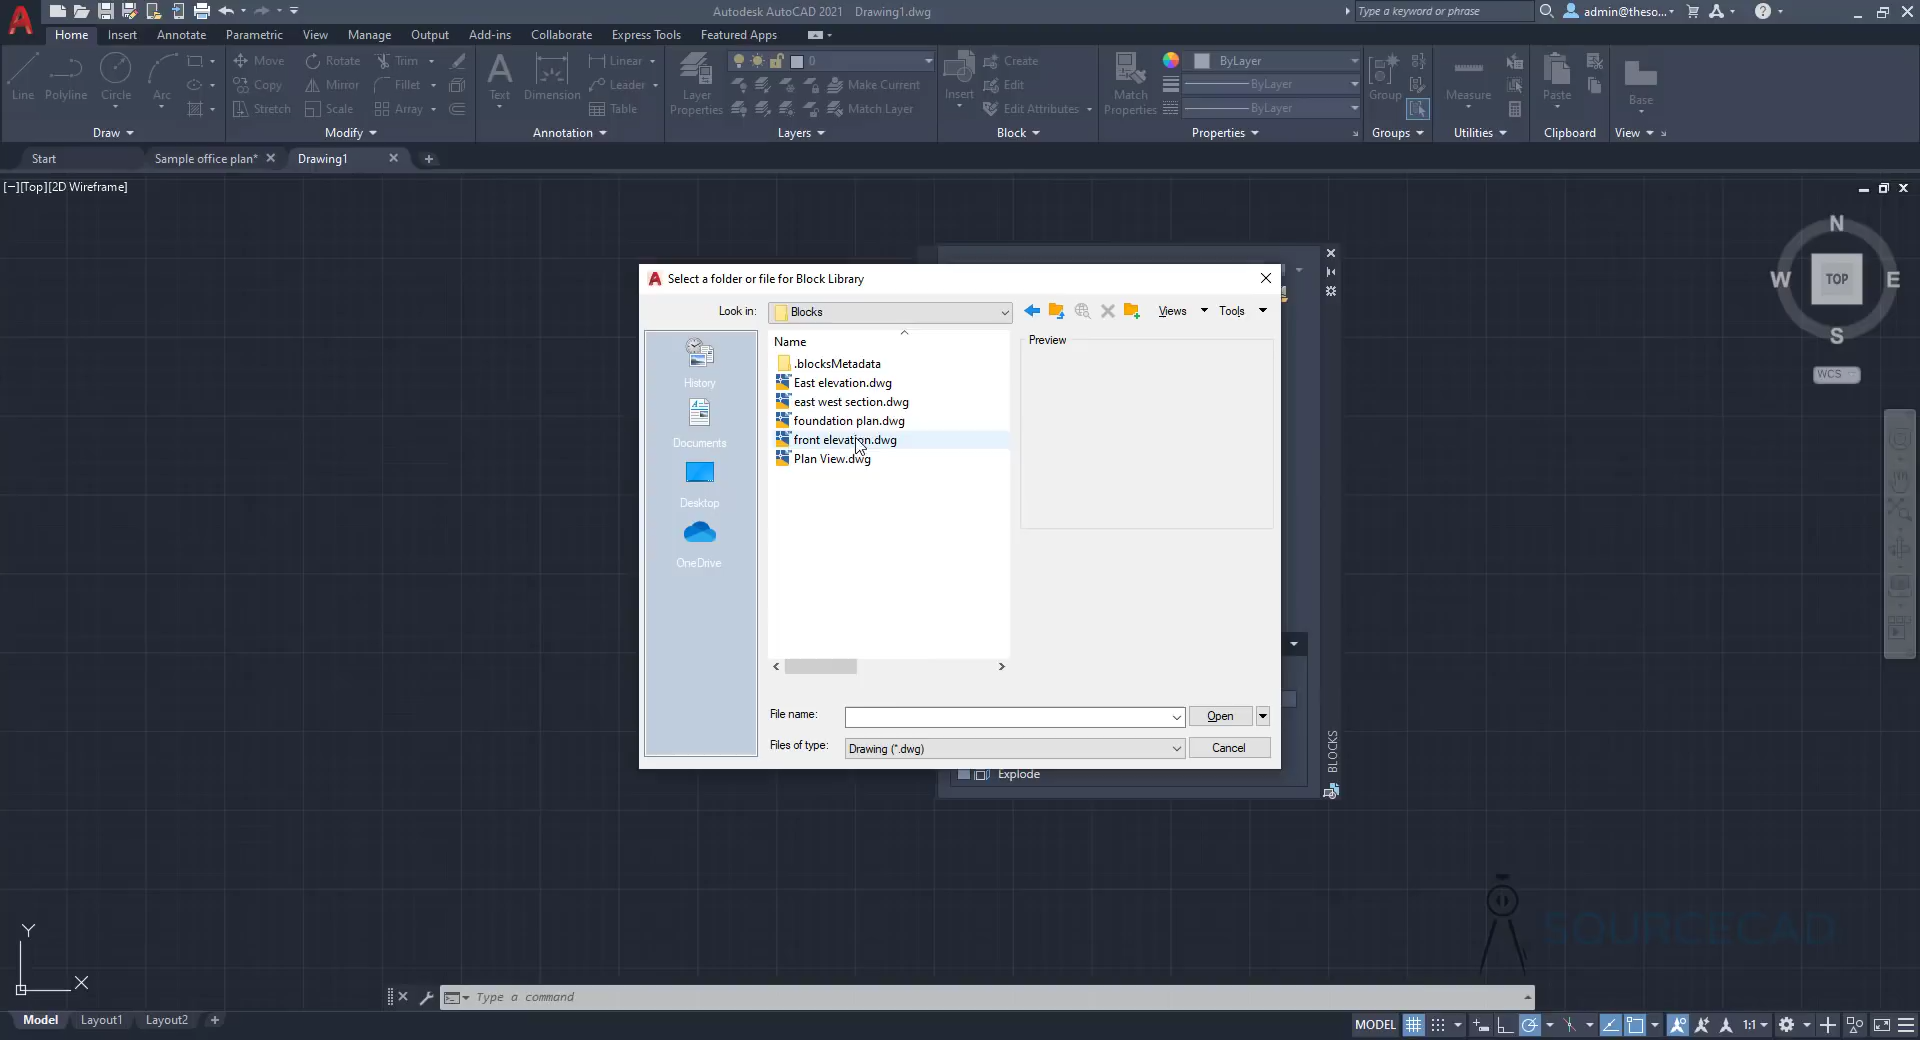 Autodesk AutoCAD 2021 Drawing1.dwg
Type a keyword or phrase
admin@theso...
Home Insert Annotate Parametric View Manage Output Add-ins Collaborate Express Tools Featured Apps
Line Polyline Circle Arc
Move Rotate Trim
Copy Mirror Fillet
Stretch Scale Array
Text Dimension
Linear
Leader
Table
Layer Properties
0
Make Current
Match Layer
Insert
Create
Edit
Edit Attributes
Match Properties
ByLayer
ByLayer
ByLayer
Group
Measure
Paste
Base
Draw Modify Annotation Layers Block Properties Groups Utilities Clipboard View
Start Sample office plan* Drawing1
[−][Top][2D Wireframe]
N
W TOP E
S
WCS
Select a folder or file for Block Library
Look in: Blocks Views Tools
History
Documents
Desktop
OneDrive
Name
.blocksMetadata
East elevation.dwg
east west section.dwg
foundation plan.dwg
front elevation.dwg
Plan View.dwg
Preview
File name: Open
Files of type: Drawing (*.dwg) Cancel
Explode
BLOCKS
SOURCECAD
Y
X
Type a command
Model Layout1 Layout2
MODEL 1:1